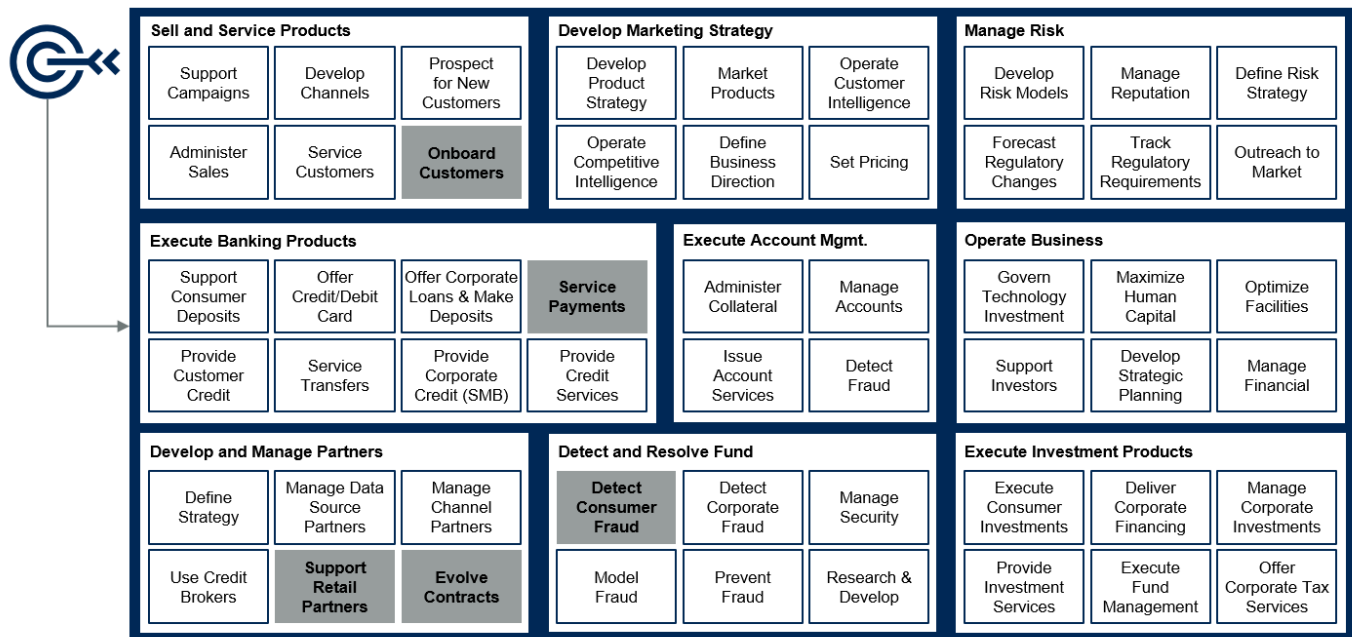 Sell and Service Products
Support
Campaigns
Develop
Channels
Prospect
for New
Customers
Administer
Sales
Service
Customers
Onboard
Customers
Develop Marketing Strategy
Develop
Product
Strategy
Market
Products
Operate
Customer
Intelligence
Operate
Competitive
Intelligence
Define
Business
Direction
Set Pricing
Manage Risk
Develop
Risk Models
Manage
Reputation
Define Risk
Strategy
Forecast
Regulatory
Changes
Track
Regulatory
Requirements
Outreach to
Market
Execute Banking Products
Support
Consumer
Deposits
Offer
Credit/Debit
Card
Offer Corporate
Loans & Make
Deposits
Service
Payments
Provide
Customer
Credit
Service
Transfers
Provide
Corporate
Credit (SMB)
Provide
Credit
Services
Execute Account Mgmt.
Administer
Collateral
Manage
Accounts
Issue
Account
Services
Detect
Fraud
Operate Business
Govern
Technology
Investment
Maximize
Human
Capital
Optimize
Facilities
Support
Investors
Develop
Strategic
Planning
Manage
Financial
Develop and Manage Partners
Define
Strategy
Manage Data
Source
Partners
Manage
Channel
Partners
Use Credit
Brokers
Support
Retail
Partners
Evolve
Contracts
Detect and Resolve Fund
Detect
Consumer
Fraud
Detect
Corporate
Fraud
Manage
Security
Model
Fraud
Prevent
Fraud
Research &
Develop
Execute Investment Products
Execute
Consumer
Investments
Deliver
Corporate
Financing
Manage
Corporate
Investments
Provide
Investment
Services
Execute
Fund
Management
Offer
Corporate Tax
Services